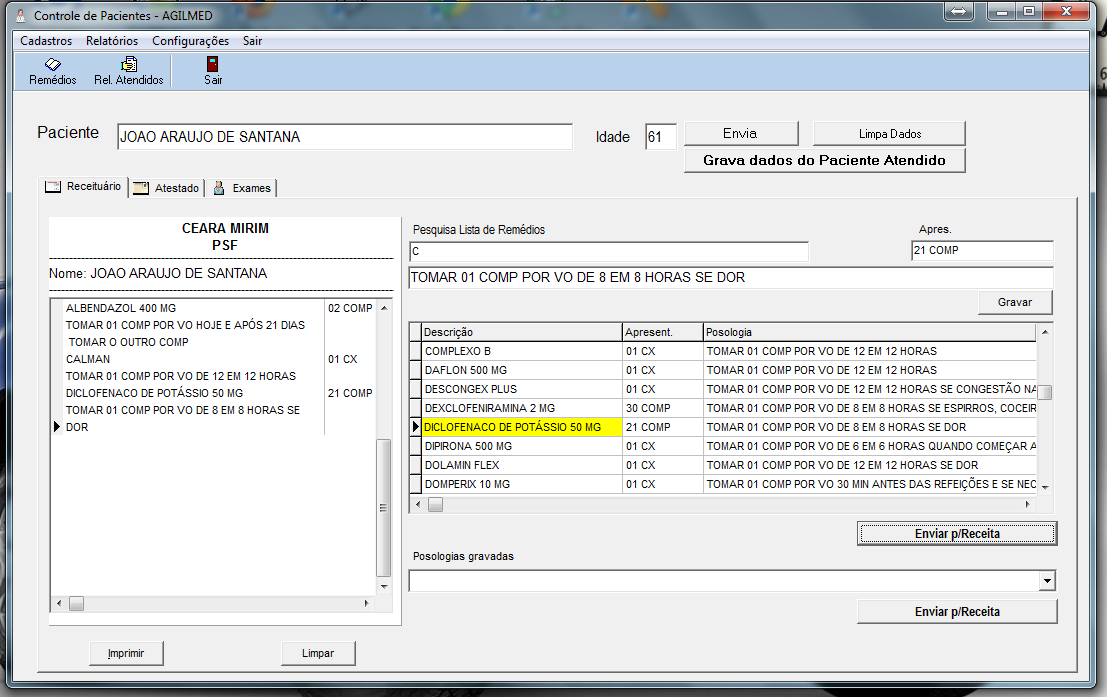 Controle de Pacientes - AGILMED
Cadastros Relatórios Configurações Sair
Remédios Rel. Atendidos Sair
Paciente JOAO ARAUJO DE SANTANA Idade 61 Envia Limpa Dados
Grava dados do Paciente Atendido
Receituário Atestado Exames
CEARA MIRIM
PSF
Nome: JOAO ARAUJO DE SANTANA
ALBENDAZOL 400 MG 02 COMP
TOMAR 01 COMP POR VO HOJE E APÓS 21 DIAS
TOMAR O OUTRO COMP
CALMAN 01 CX
TOMAR 01 COMP POR VO DE 12 EM 12 HORAS
DICLOFENACO DE POTÁSSIO 50 MG 21 COMP
TOMAR 01 COMP POR VO DE 8 EM 8 HORAS SE
DOR
Imprimir Limpar
Pesquisa Lista de Remédios Apres.
C 21 COMP
TOMAR 01 COMP POR VO DE 8 EM 8 HORAS SE DOR
Gravar
Descrição Apresent. Posologia
COMPLEXO B 01 CX TOMAR 01 COMP POR VO DE 12 EM 12 HORAS
DAFLON 500 MG 01 CX TOMAR 01 COMP POR VO DE 12 EM 12 HORAS
DESCONGEX PLUS 01 CX TOMAR 01 COMP POR VO DE 12 EM 12 HORAS SE CONGESTÃO NA
DEXCLOFENIRAMINA 2 MG 30 COMP TOMAR 01 COMP POR VO DE 8 EM 8 HORAS SE ESPIRROS, COCEIR
DICLOFENACO DE POTÁSSIO 50 MG 21 COMP TOMAR 01 COMP POR VO DE 8 EM 8 HORAS SE DOR
DIPIRONA 500 MG 01 CX TOMAR 01 COMP POR VO DE 6 EM 6 HORAS QUANDO COMEÇAR A
DOLAMIN FLEX 01 CX TOMAR 01 COMP POR VO DE 12 EM 12 HORAS SE DOR
DOMPERIX 10 MG 01 CX TOMAR 01 COMP POR VO 30 MIN ANTES DAS REFEIÇÕES E SE NEC
Enviar p/Receita
Posologias gravadas
Enviar p/Receita